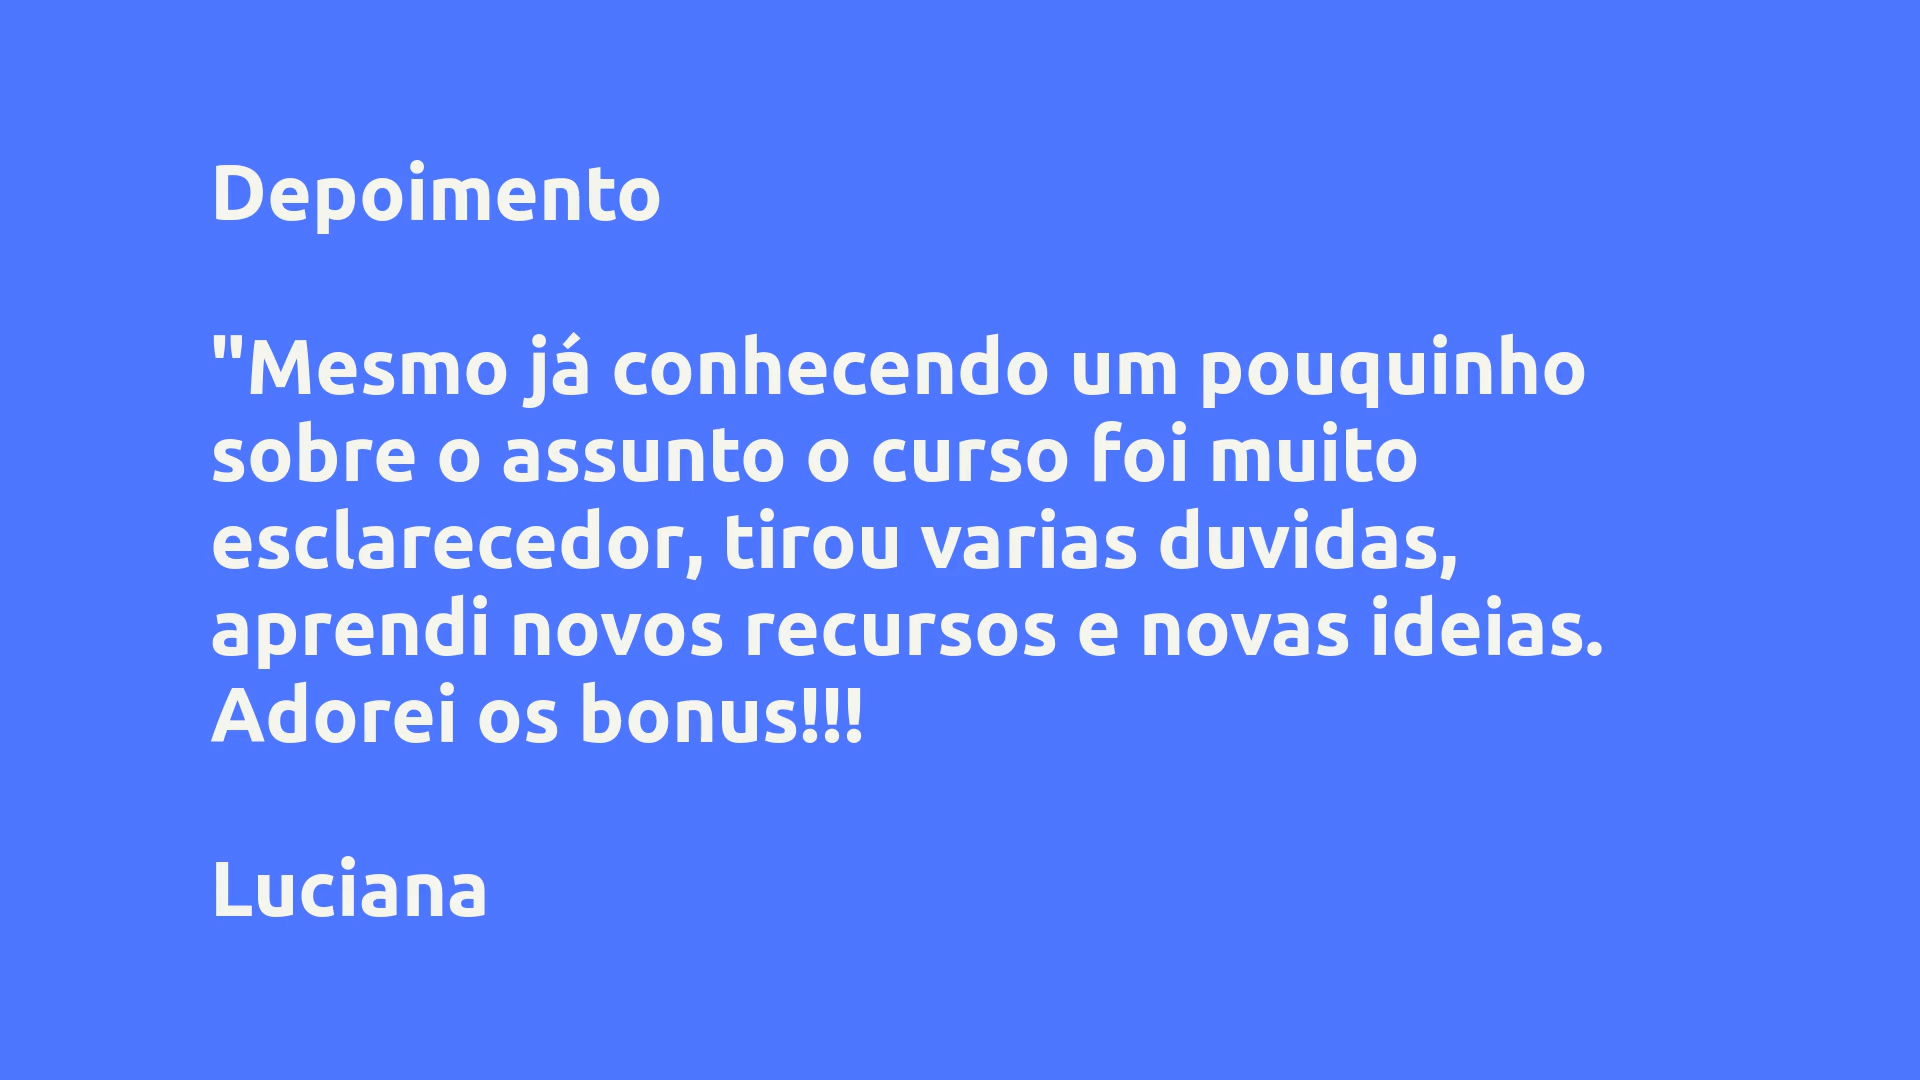 Depoimento
"Mesmo já conhecendo um pouquinho
sobre o assunto o curso foi muito
esclarecedor, tirou varias duvidas,
aprendi novos recursos e novas ideias.
Adorei os bonus!!!
Luciana